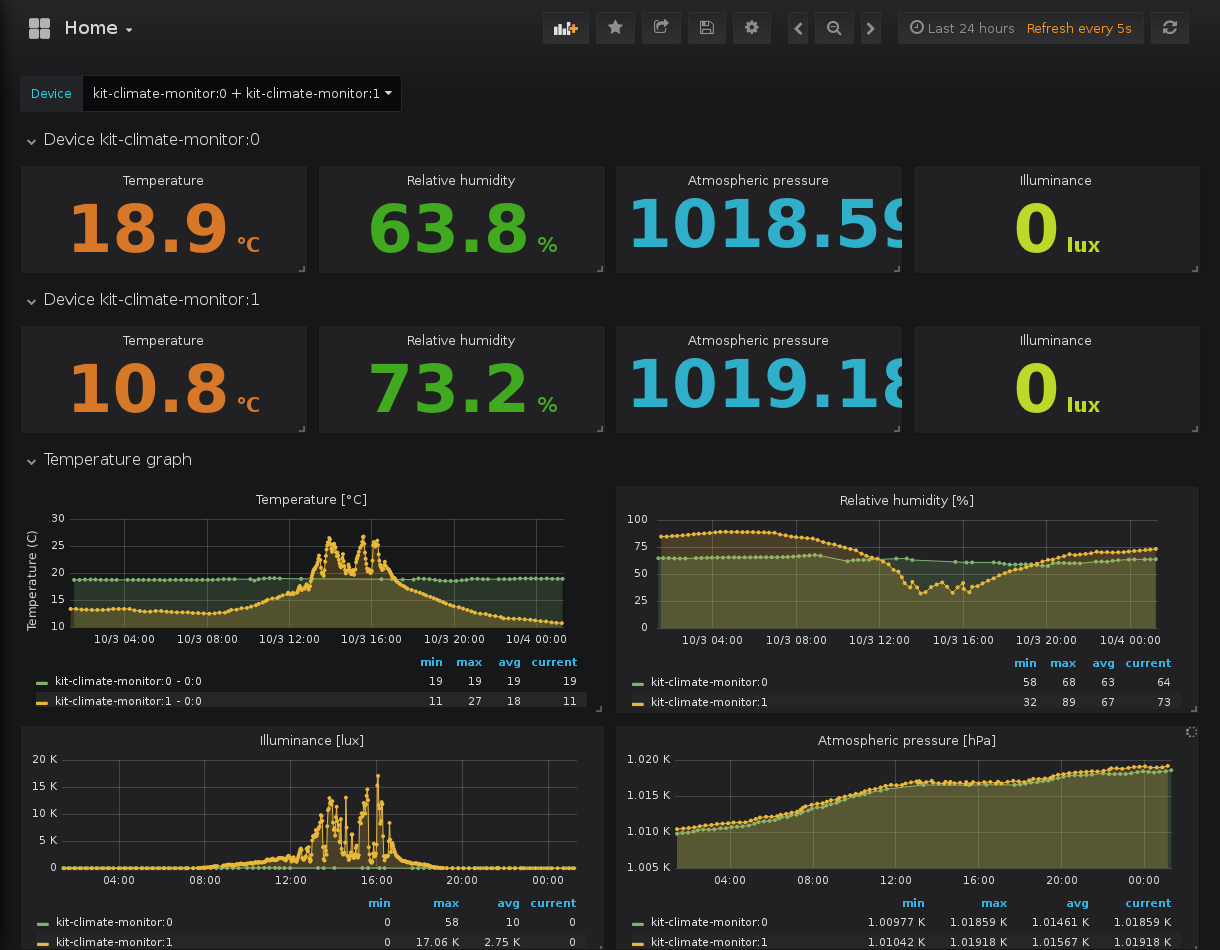 Home
Last 24 hours Refresh every 5s
Device kit-climate-monitor:0 + kit-climate-monitor:1
Device kit-climate-monitor:0
Temperature Relative humidity Atmospheric pressure Illuminance
18.9 °C 63.8 % 1018.59 0 lux
Device kit-climate-monitor:1
Temperature Relative humidity Atmospheric pressure Illuminance
10.8 °C 73.2 % 1019.18 0 lux
Temperature graph
Temperature [°C]
Temperature (C)
30
25
20
15
10
10/3 04:00 10/3 08:00 10/3 12:00 10/3 16:00 10/3 20:00 10/4 00:00
min max avg current
kit-climate-monitor:0 - 0:0 19 19 19 19
kit-climate-monitor:1 - 0:0 11 27 18 11
Relative humidity [%]
100
75
50
25
0
10/3 04:00 10/3 08:00 10/3 12:00 10/3 16:00 10/3 20:00 10/4 00:00
min max avg current
kit-climate-monitor:0 58 68 63 64
kit-climate-monitor:1 32 89 67 73
Illuminance [lux]
20 K
15 K
10 K
5 K
0
04:00 08:00 12:00 16:00 20:00 00:00
min max avg current
kit-climate-monitor:0 0 58 10 0
kit-climate-monitor:1 0 17.06 K 2.75 K 0
Atmospheric pressure [hPa]
1.020 K
1.015 K
1.010 K
1.005 K
04:00 08:00 12:00 16:00 20:00 00:00
min max avg current
kit-climate-monitor:0 1.00977 K 1.01859 K 1.01461 K 1.01859 K
kit-climate-monitor:1 1.01042 K 1.01918 K 1.01567 K 1.01918 K